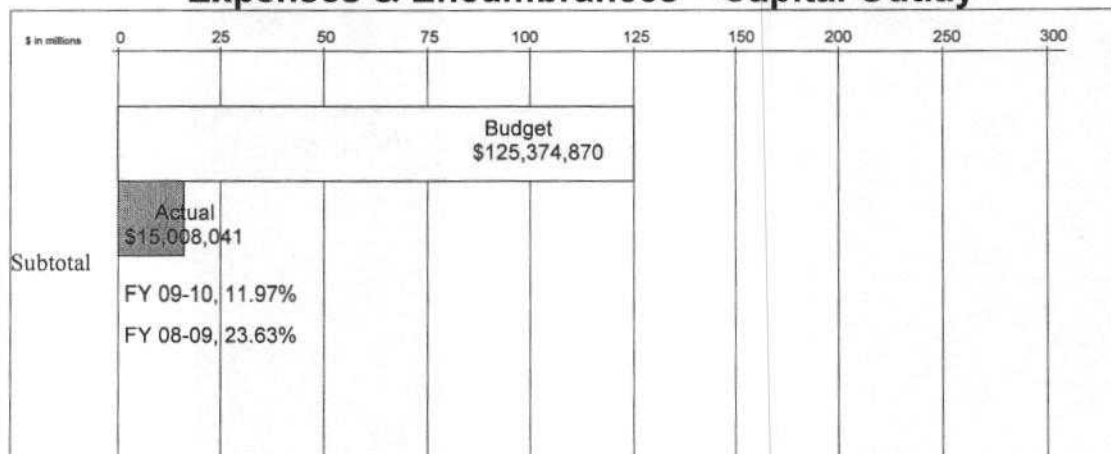 Expenses & Encumbrances - Capital Outlay
$ in millions 0 25 50 75 100 125 150 200 250 300
Budget
$125,374,870
Actual
$15,008,041
Subtotal
FY 09-10, 11.97%
FY 08-09, 23.63%